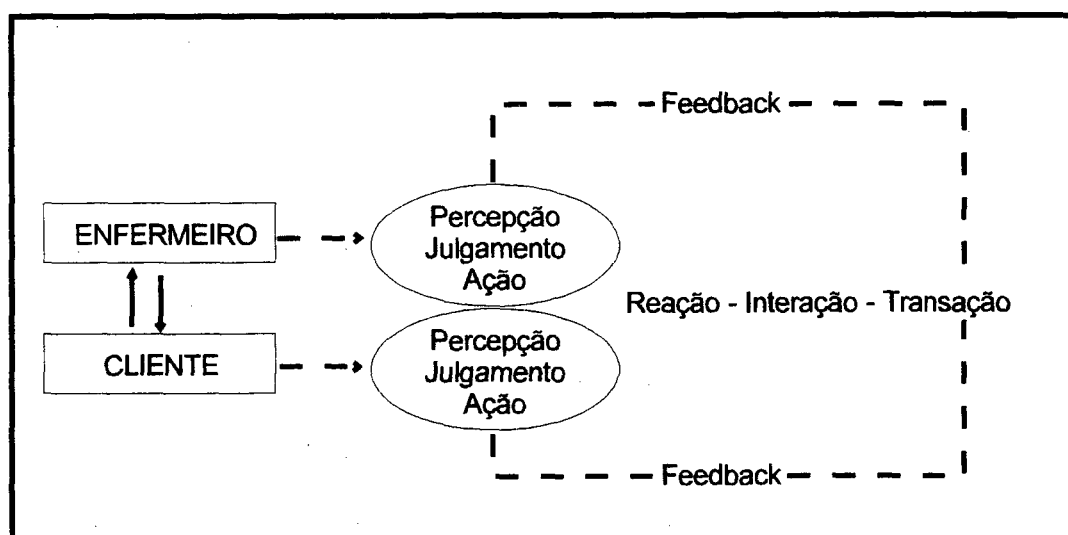 Feedback
ENFERMEIRO
Percepção
Julgamento
Ação
Reação - Interação - Transação
CLIENTE
Percepção
Julgamento
Ação
Feedback